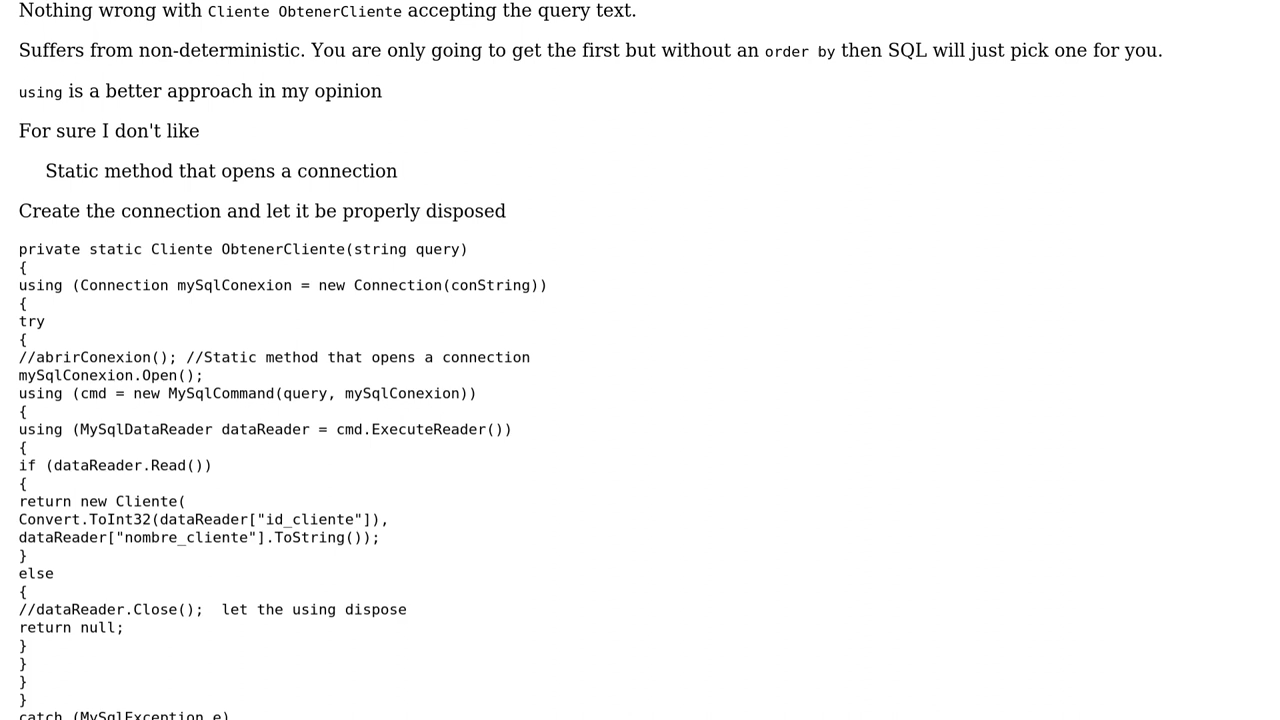 Nothing wrong with Cliente ObtenerCliente accepting the query text.
Suffers from non-deterministic. You are only going to get the first but without an order by then SQL will just pick one for you.
using is a better approach in my opinion
For sure I don't like
Static method that opens a connection
Create the connection and let it be properly disposed
private static Cliente ObtenerCliente(string query)
{
using (Connection mySqlConexion = new Connection(conString))
{
try
{
//abrirConexion(); //Static method that opens a connection
mySqlConexion.Open();
using (cmd = new MySqlCommand(query, mySqlConexion))
{
using (MySqlDataReader dataReader = cmd.ExecuteReader())
{
if (dataReader.Read())
{
return new Cliente(
Convert.ToInt32(dataReader["id_cliente"]),
dataReader["nombre_cliente"].ToString());
}
else
{
//dataReader.Close();  let the using dispose
return null;
}
}
}
}
catch (MySqlException e)